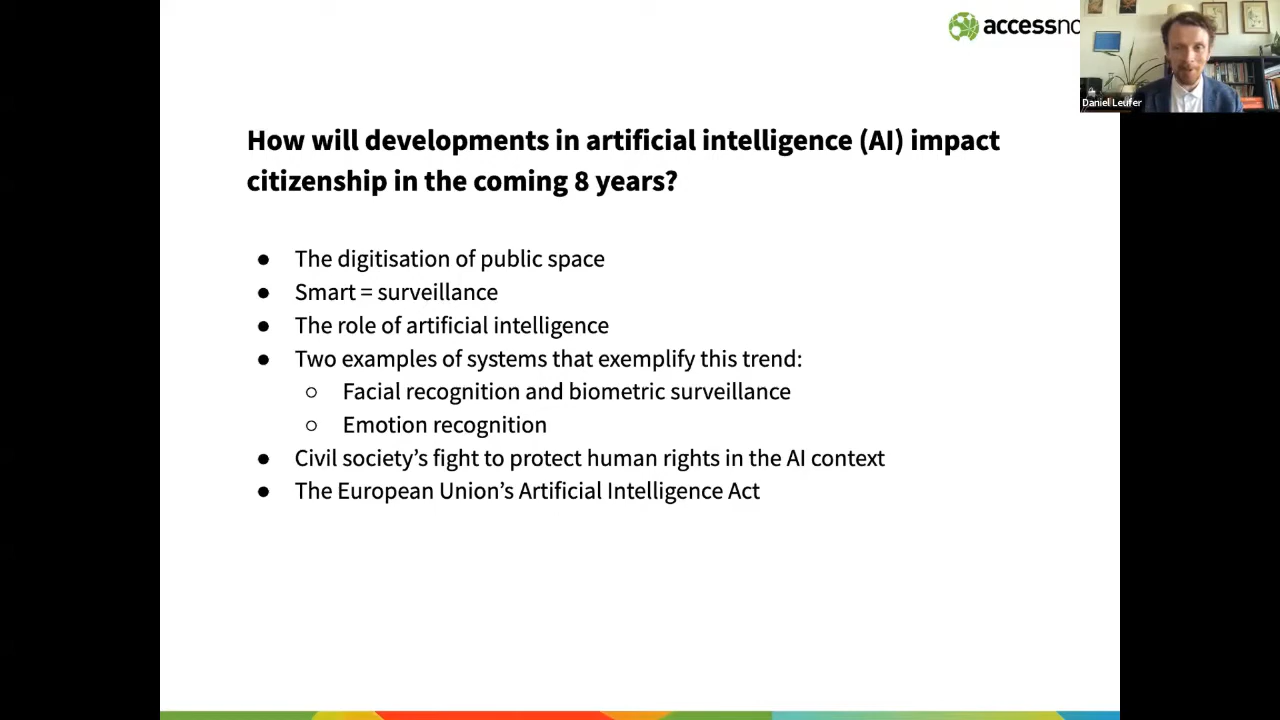 accessno
Daniel Leufer
How will developments in artificial intelligence (AI) impact
citizenship in the coming 8 years?
● The digitisation of public space
● Smart = surveillance
● The role of artificial intelligence
● Two examples of systems that exemplify this trend:
○ Facial recognition and biometric surveillance
○ Emotion recognition
● Civil society’s fight to protect human rights in the AI context
● The European Union’s Artificial Intelligence Act